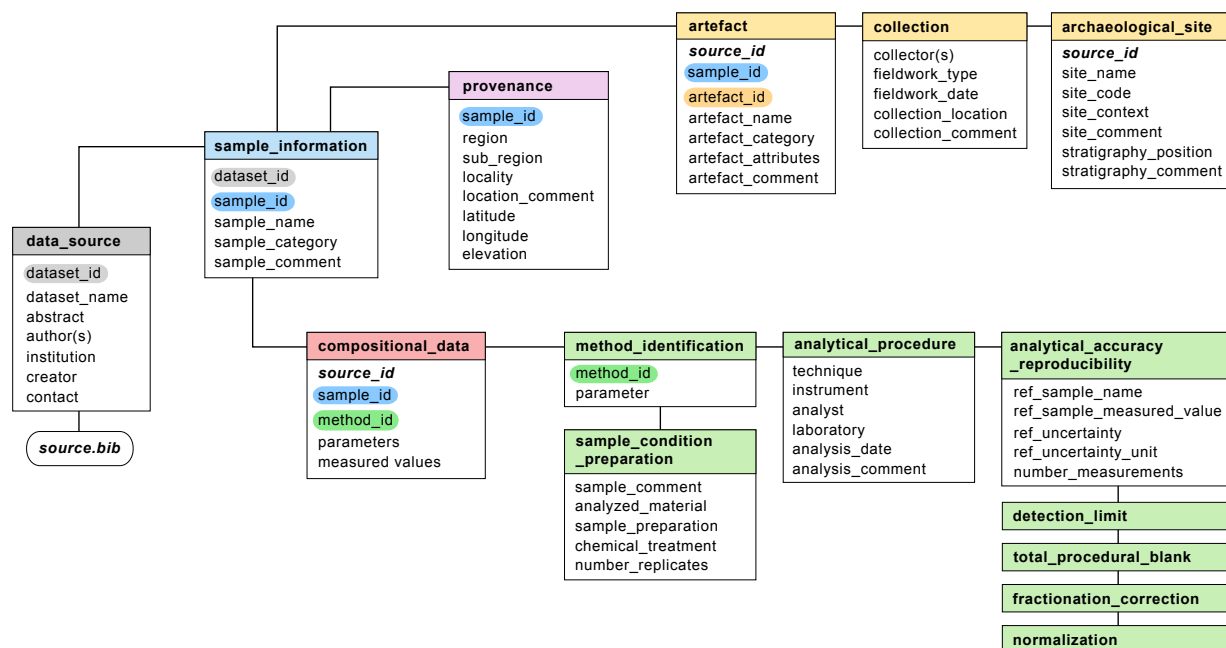 data_source
dataset_id
dataset_name
abstract
author(s)
institution
creator
contact
source.bib
sample_information
dataset_id
sample_id
sample_name
sample_category
sample_comment
provenance
sample_id
region
sub_region
locality
location_comment
latitude
longitude
elevation
artefact
source_id
sample_id
artefact_id
artefact_name
artefact_category
artefact_attributes
artefact_comment
collection
collector(s)
fieldwork_type
fieldwork_date
collection_location
collection_comment
archaeological_site
source_id
site_name
site_code
site_context
site_comment
stratigraphy_position
stratigraphy_comment
compositional_data
source_id
sample_id
method_id
parameters
measured values
method_identification
method_id
parameter
sample_condition
_preparation
sample_comment
analyzed_material
sample_preparation
chemical_treatment
number_replicates
analytical_procedure
technique
instrument
analyst
laboratory
analysis_date
analysis_comment
analytical_accuracy
_reproducibility
ref_sample_name
ref_sample_measured_value
ref_uncertainty
ref_uncertainty_unit
number_measurements
detection_limit
total_procedural_blank
fractionation_correction
normalization